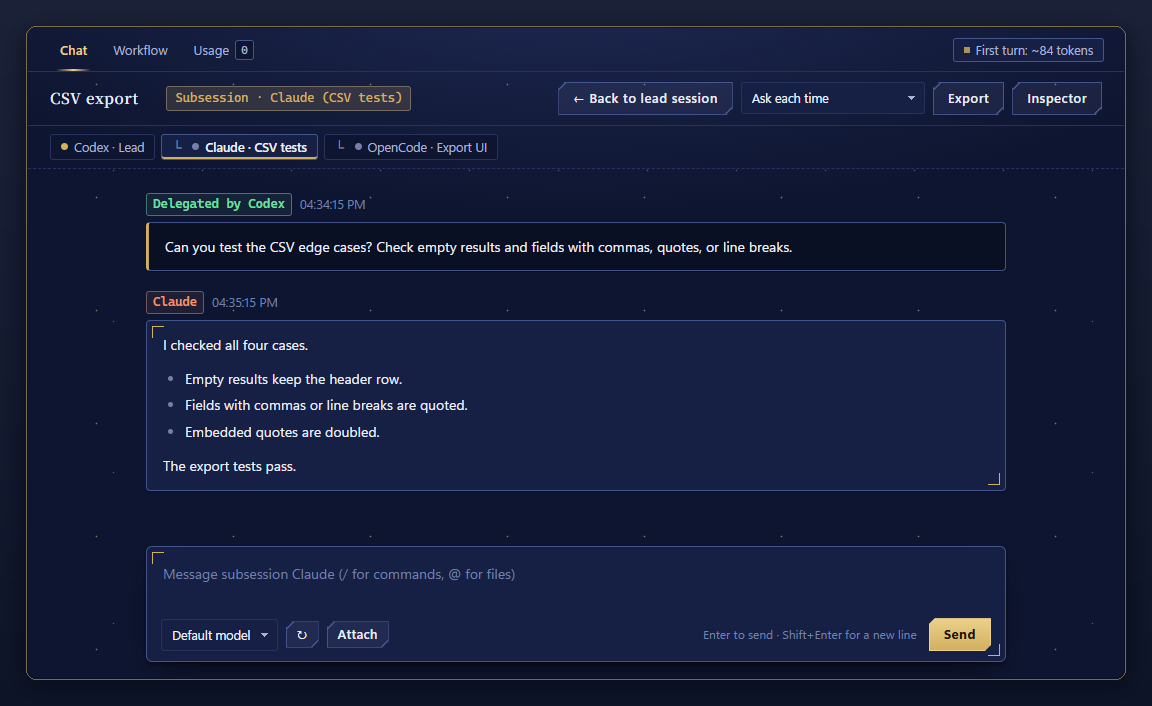 Chat Workflow Usage 0 First turn: ~84 tokens
CSV export Subsession · Claude (CSV tests) ← Back to lead session Ask each time Export Inspector
Codex · Lead └ Claude · CSV tests └ OpenCode · Export UI
Delegated by Codex 04:34:15 PM
Can you test the CSV edge cases? Check empty results and fields with commas, quotes, or line breaks.
Claude 04:35:15 PM
I checked all four cases.
Empty results keep the header row.
Fields with commas or line breaks are quoted.
Embedded quotes are doubled.
The export tests pass.
Message subsession Claude (/ for commands, @ for files)
Default model ↻ Attach Enter to send · Shift+Enter for a new line Send